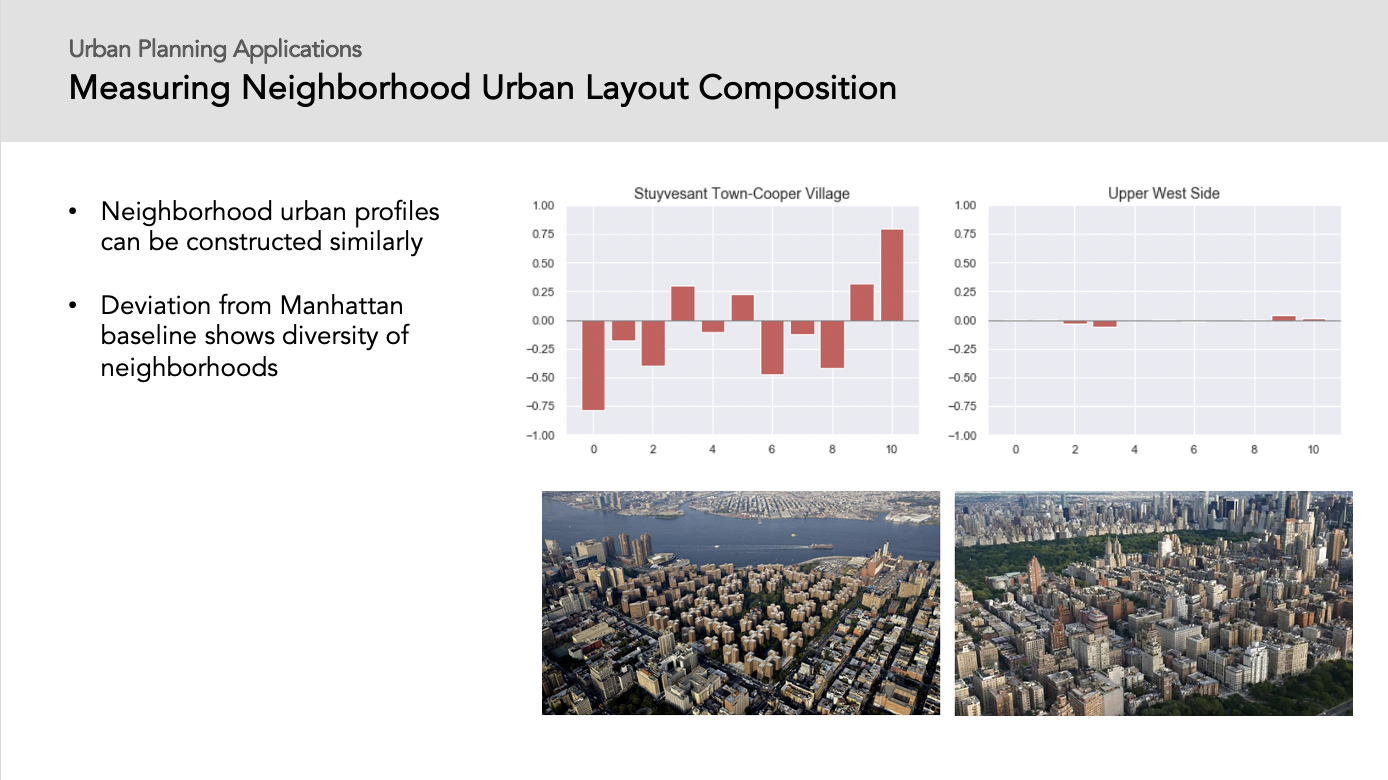 Urban Planning Applications
Measuring Neighborhood Urban Layout Composition
• Neighborhood urban profiles
can be constructed similarly
• Deviation from Manhattan
baseline shows diversity of
neighborhoods
Stuyvesant Town-Cooper Village
1.00
0.75
0.50
0.25
0.00
−0.25
−0.50
−0.75
−1.00
0 2 4 6 8 10
Upper West Side
1.00
0.75
0.50
0.25
0.00
−0.25
−0.50
−0.75
−1.00
0 2 4 6 8 10